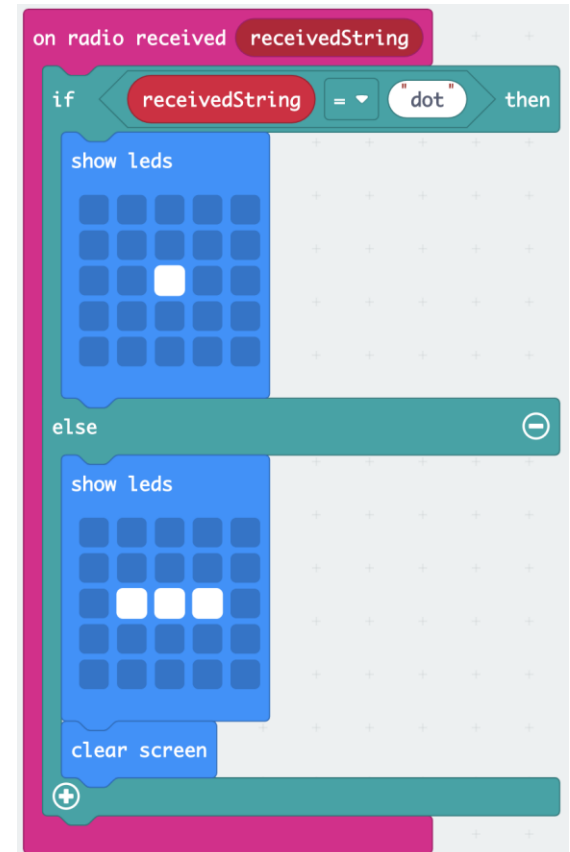 on radio received receivedString
if receivedString = "dot" then
show leds
else
show leds
clear screen